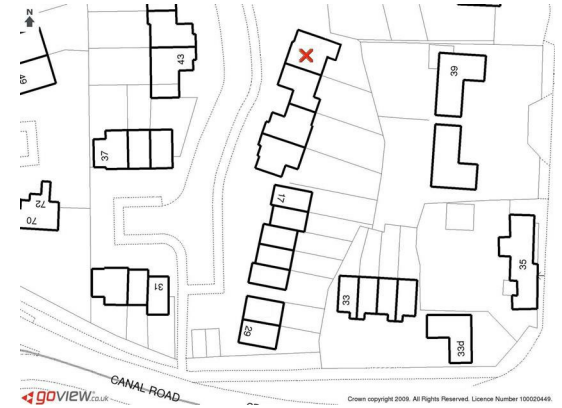 N
43
49
39
37
72
70
17
31
33
35
29
33d
CANAL ROAD
goview.co.uk
Crown copyright 2009. All Rights Reserved. Licence Number 100020449.